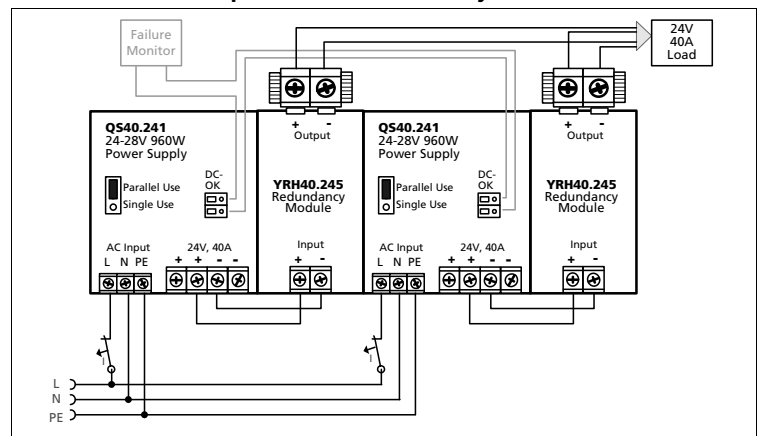 Failure
Monitor
24V
40A
Load
QS40.241
24-28V 960W
Power Supply
Parallel Use
Single Use
DC-
OK
AC Input
L N PE
24V, 40A
+ + - -
+ -
Output
YRH40.245
Redundancy
Module
Input
+ -
QS40.241
24-28V 960W
Power Supply
Parallel Use
Single Use
DC-
OK
AC Input
L N PE
24V, 40A
+ + - -
+ -
Output
YRH40.245
Redundancy
Module
Input
+ -
I
I
L
N
PE